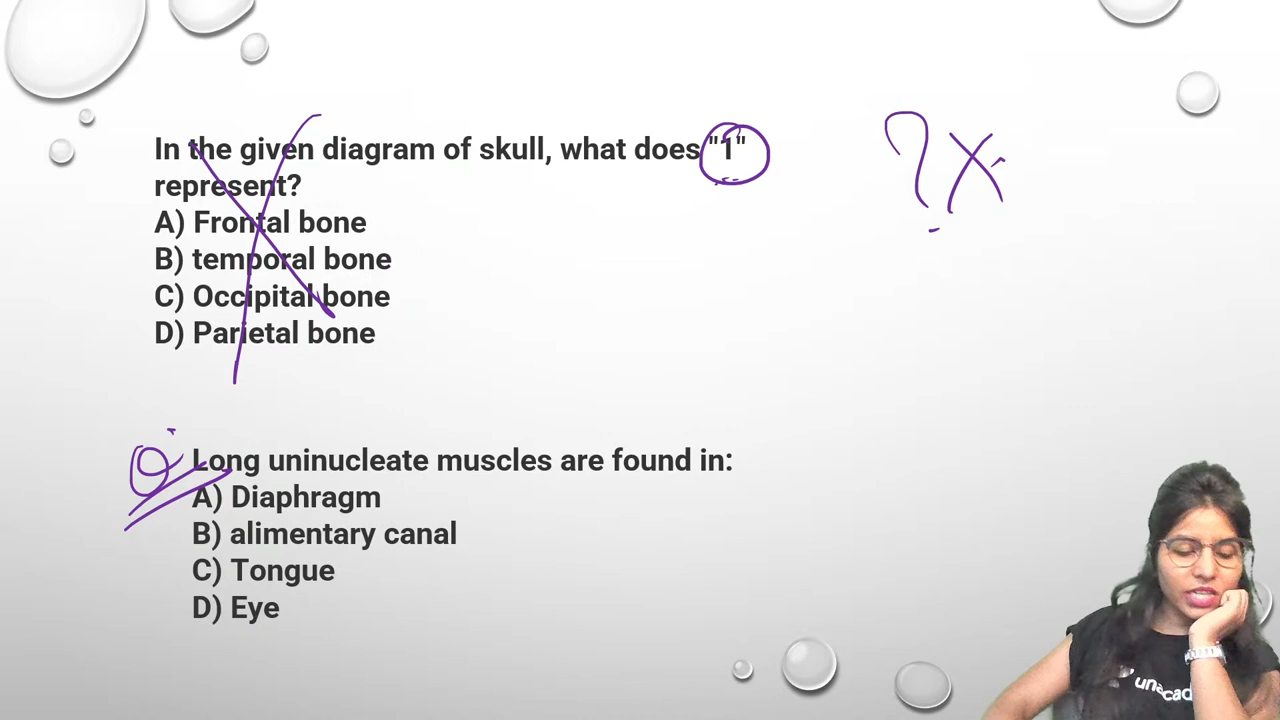 In the given diagram of skull, what does "1"
represent?
A) Frontal bone
B) temporal bone
C) Occipital bone
D) Parietal bone
? X
Q Long uninucleate muscles are found in:
A) Diaphragm
B) alimentary canal
C) Tongue
D) Eye
unacad